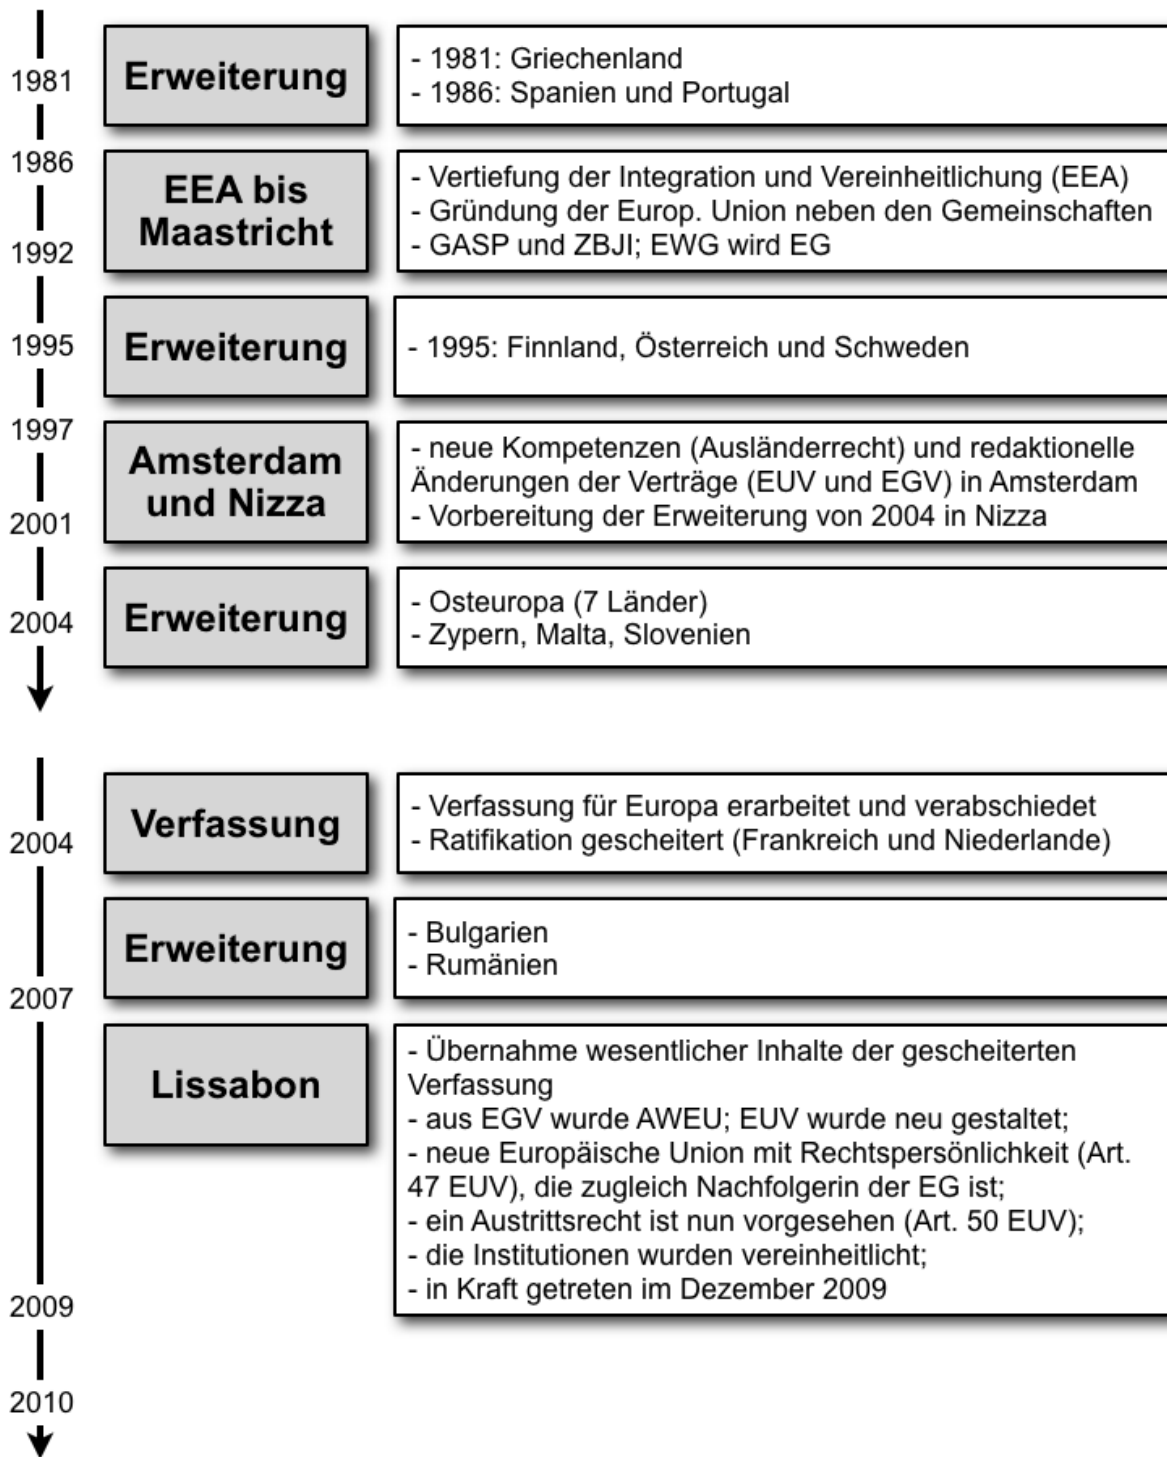 1981
Erweiterung
- 1981: Griechenland
- 1986: Spanien und Portugal
1986
EEA bis
Maastricht
1992
- Vertiefung der Integration und Vereinheitlichung (EEA)
- Gründung der Europ. Union neben den Gemeinschaften
- GASP und ZBJI; EWG wird EG
1995
Erweiterung
- 1995: Finnland, Österreich und Schweden
1997
Amsterdam
und Nizza
2001
- neue Kompetenzen (Ausländerrecht) und redaktionelle
Änderungen der Verträge (EUV und EGV) in Amsterdam
- Vorbereitung der Erweiterung von 2004 in Nizza
2004
Erweiterung
- Osteuropa (7 Länder)
- Zypern, Malta, Slovenien
2004
Verfassung
- Verfassung für Europa erarbeitet und verabschiedet
- Ratifikation gescheitert (Frankreich und Niederlande)
Erweiterung
- Bulgarien
- Rumänien
2007
Lissabon
- Übernahme wesentlicher Inhalte der gescheiterten
Verfassung
- aus EGV wurde AWEU; EUV wurde neu gestaltet;
- neue Europäische Union mit Rechtspersönlichkeit (Art.
47 EUV), die zugleich Nachfolgerin der EG ist;
- ein Austrittsrecht ist nun vorgesehen (Art. 50 EUV);
- die Institutionen wurden vereinheitlicht;
- in Kraft getreten im Dezember 2009
2009
2010